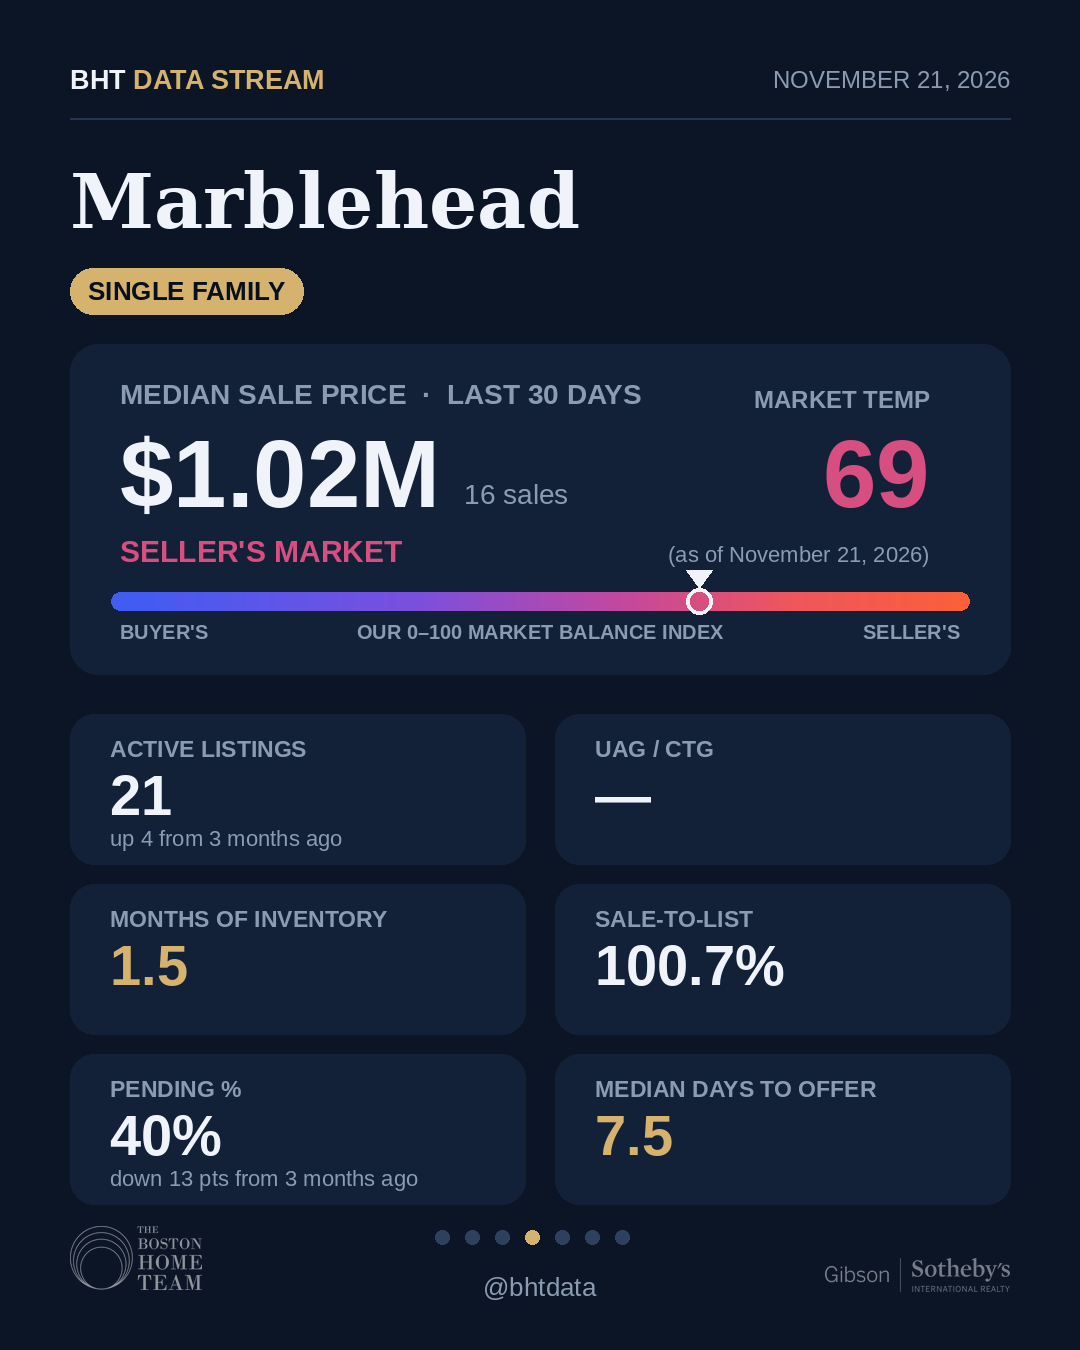 BHT DATA STREAM
NOVEMBER 21, 2026
Marblehead
SINGLE FAMILY
MEDIAN SALE PRICE · LAST 30 DAYS
MARKET TEMP
$1.02M 16 sales
69
SELLER'S MARKET
(as of November 21, 2026)
BUYER'S
OUR 0–100 MARKET BALANCE INDEX
SELLER'S
ACTIVE LISTINGS
21
up 4 from 3 months ago
UAG / CTG
—
MONTHS OF INVENTORY
1.5
SALE-TO-LIST
100.7%
PENDING %
40%
down 13 pts from 3 months ago
MEDIAN DAYS TO OFFER
7.5
THE
BOSTON
HOME
TEAM
@bhtdata
Gibson
Sotheby's
INTERNATIONAL REALTY